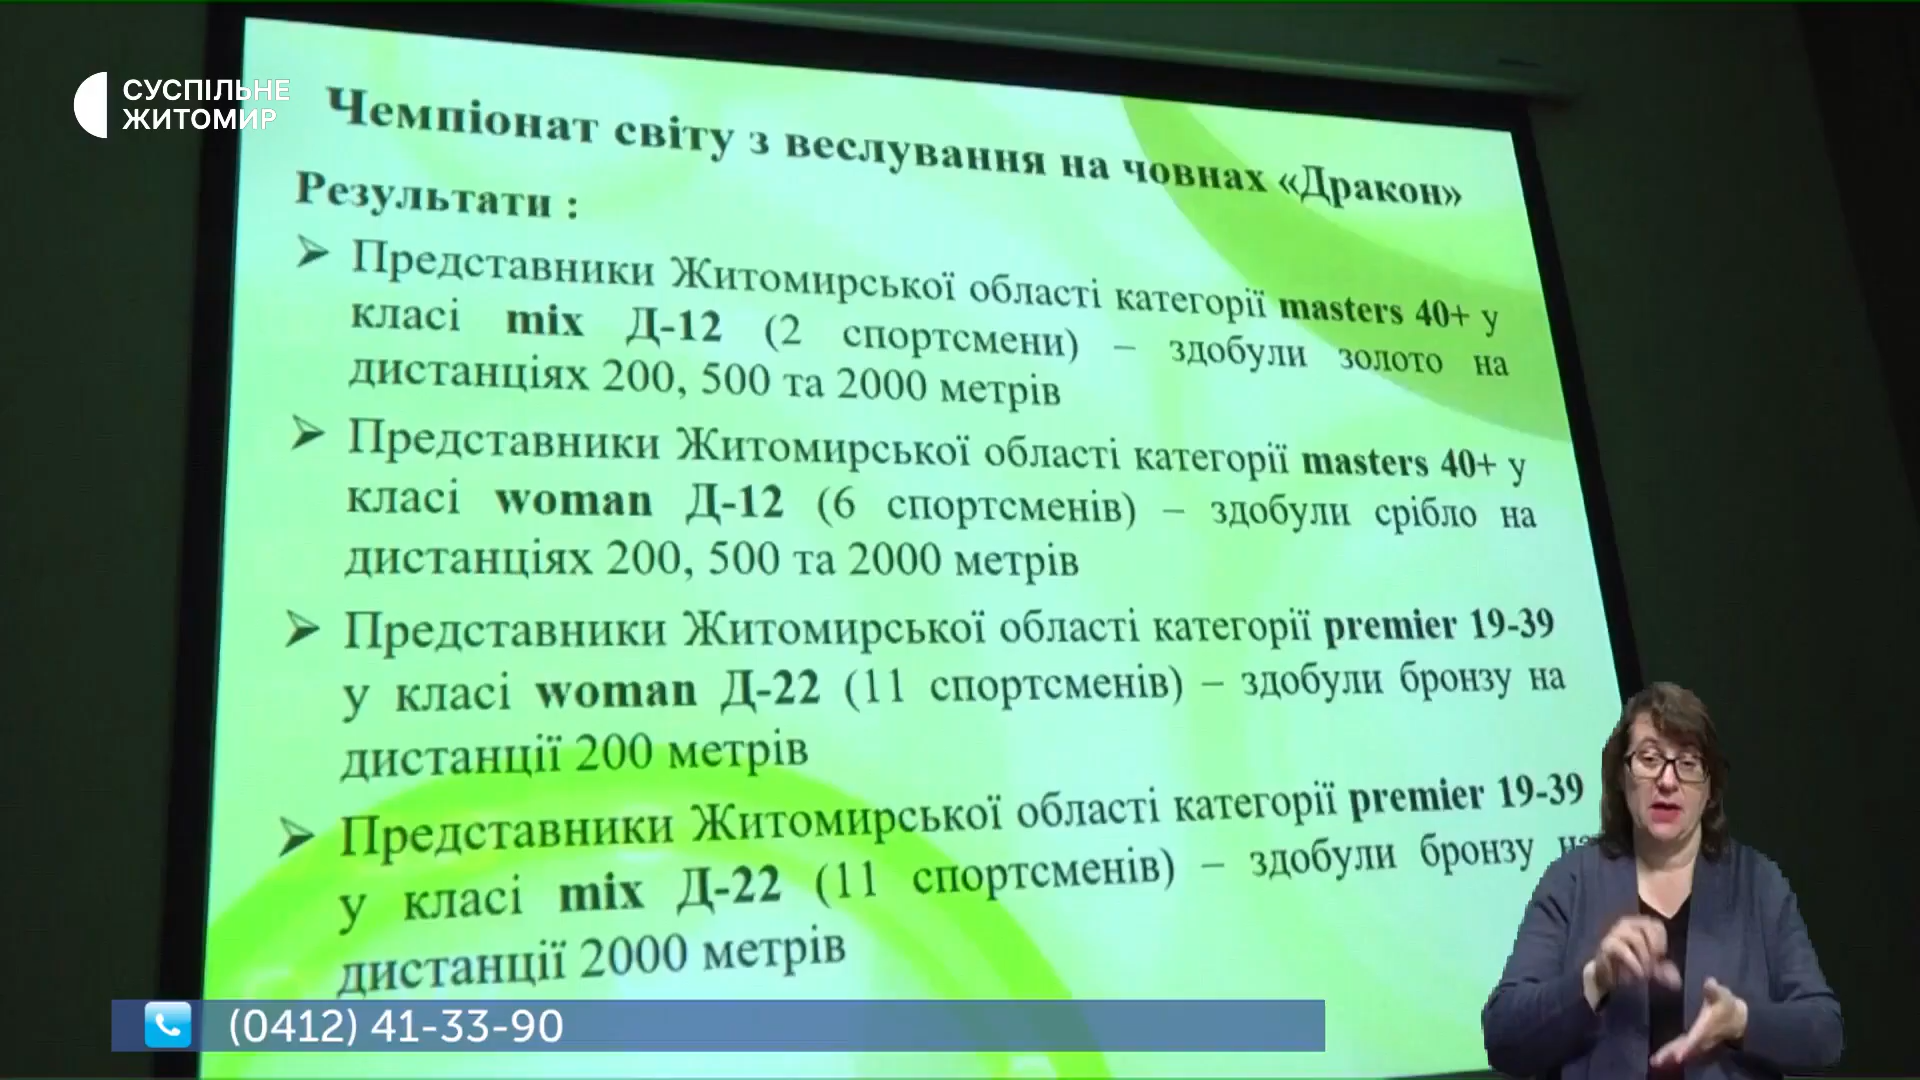 СУСПІЛЬНЕ
ЖИТОМИР
Чемпіонат світу з веслування на човнах «Дракон»
Результати :
➢ Представники Житомирської області категорії masters 40+ у
класі mix Д-12 (2 спортсмени) – здобули золото на
дистанціях 200, 500 та 2000 метрів
➢ Представники Житомирської області категорії masters 40+ у
класі woman Д-12 (6 спортсменів) – здобули срібло на
дистанціях 200, 500 та 2000 метрів
➢ Представники Житомирської області категорії premier 19-39
у класі woman Д-22 (11 спортсменів) – здобули бронзу на
дистанції 200 метрів
➢ Представники Житомирської області категорії premier 19-39
у класі mix Д-22 (11 спортсменів) – здобули бронзу на
дистанції 2000 метрів
(0412) 41-33-90